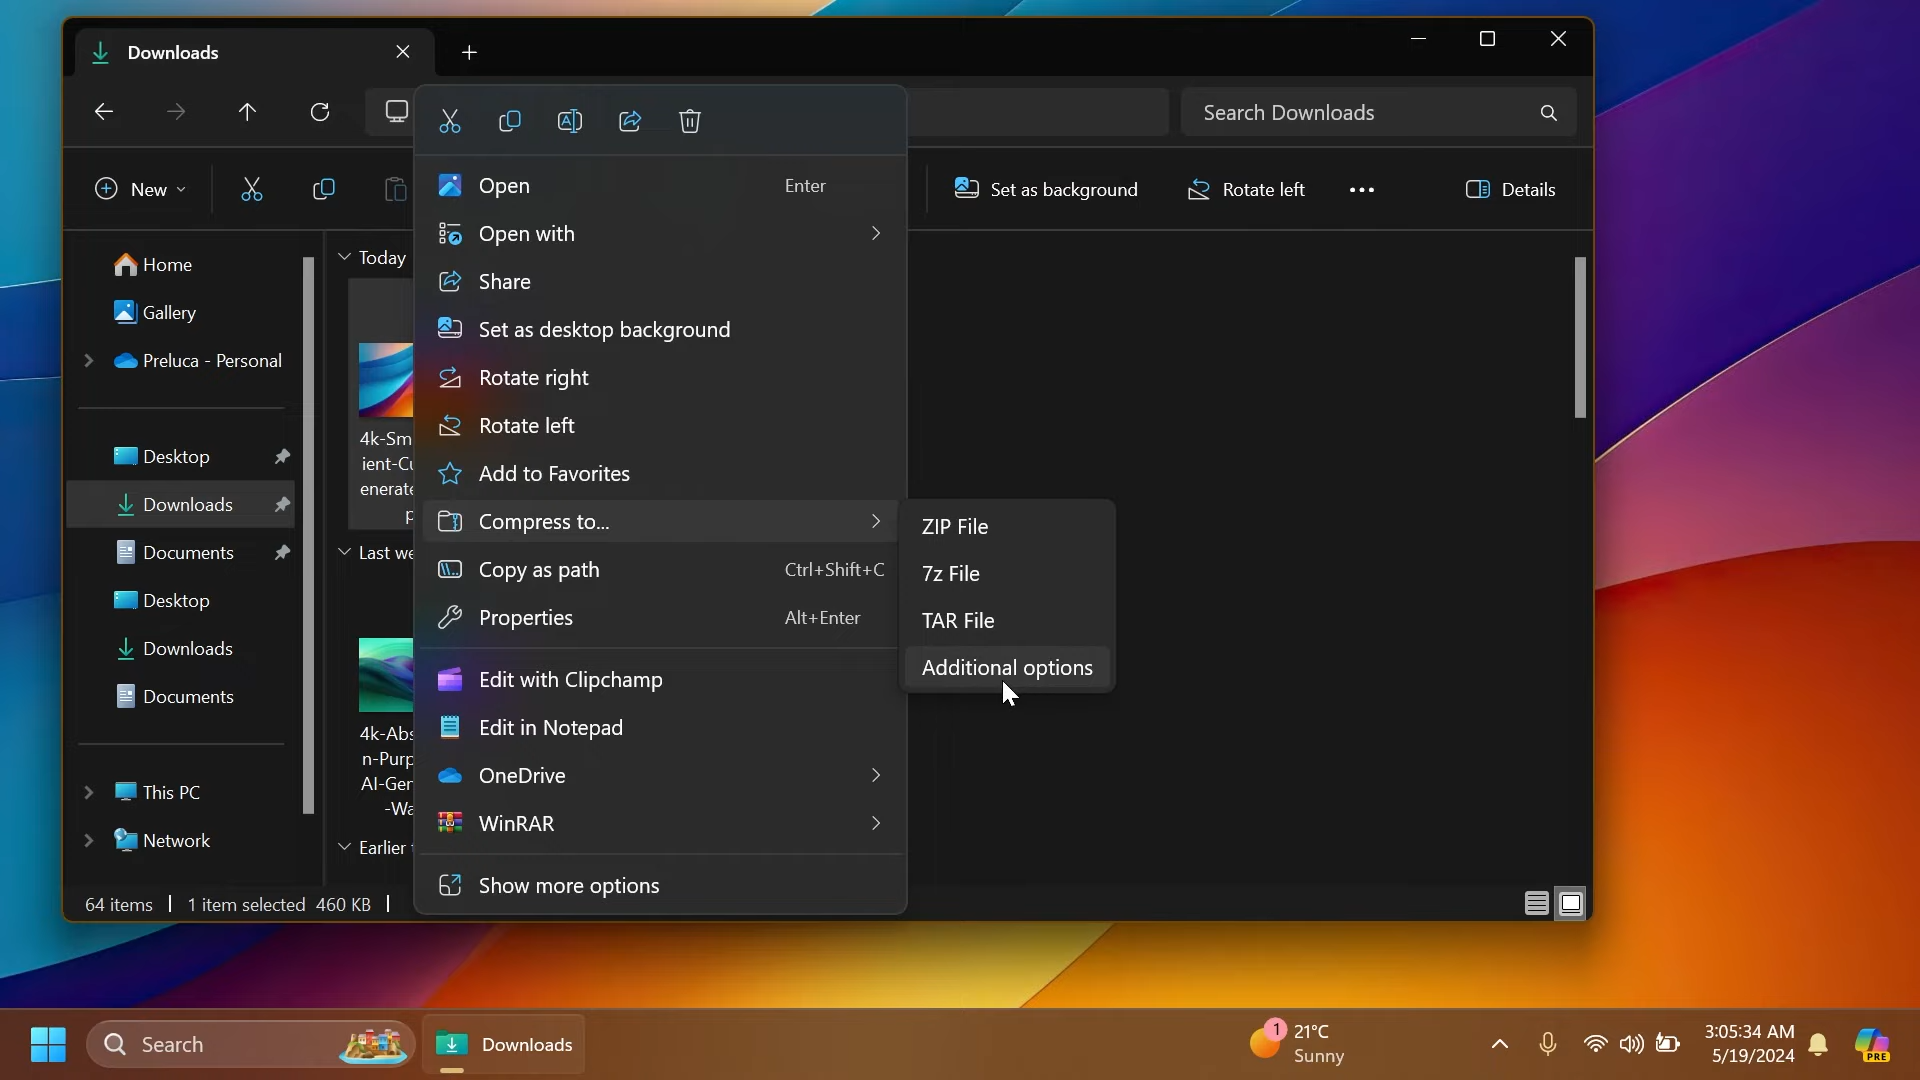 Downloads
Search Downloads
New
Set as background
Rotate left
Details
Home
Gallery
Preluca - Personal
Desktop
Downloads
Documents
Desktop
Downloads
Documents
This PC
Network
Today
4k-Sm
ient-Cu
enerate
p
Last we
4k-Abs
n-Purp
AI-Ger
-Wa
Earlier t
Open Enter
Open with
Share
Set as desktop background
Rotate right
Rotate left
Add to Favorites
Compress to...
Copy as path Ctrl+Shift+C
Properties Alt+Enter
Edit with Clipchamp
Edit in Notepad
OneDrive
WinRAR
Show more options
ZIP File
7z File
TAR File
Additional options
64 items 1 item selected 460 KB
Search
Downloads
1
21°C
Sunny
3:05:34 AM
5/19/2024
PRE